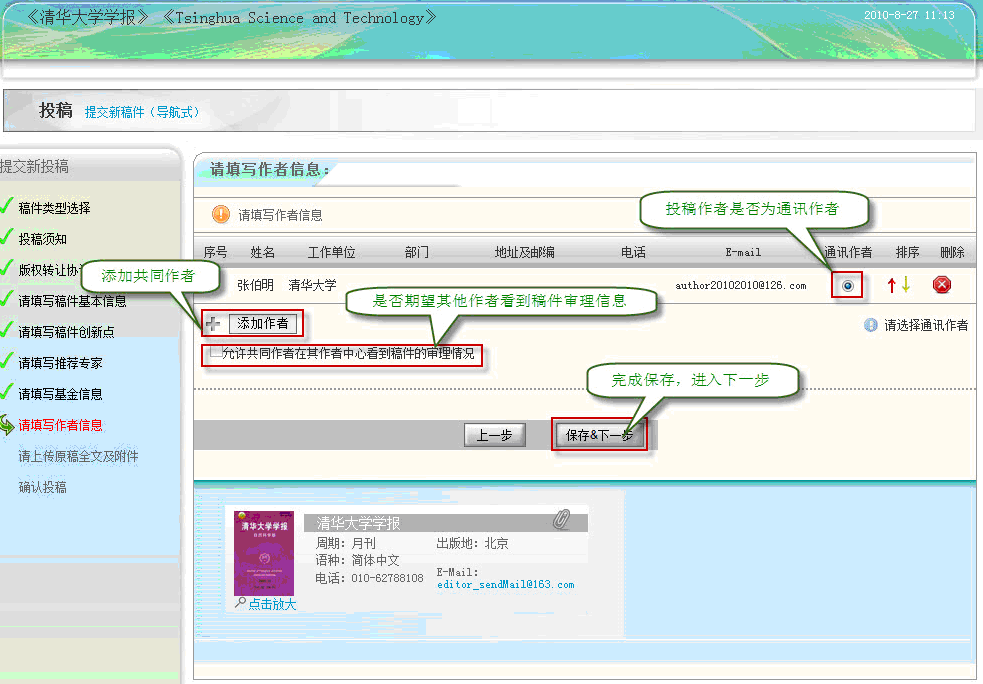 《清华大学学报》 《Tsinghua Science and Technology》
2010-8-27 11:13
投稿 提交新稿件（导航式）
提交新投稿
稿件类型选择
投稿须知
版权转让协
请填写稿件基本信息
请填写稿件创新点
请填写推荐专家
请填写基金信息
请填写作者信息
请上传原稿全文及附件
确认投稿
请填写作者信息：
请填写作者信息
投稿作者是否为通讯作者
序号 姓名 工作单位 部门 地址及邮编 电话 E-mail 通讯作者 排序 删除
添加共同作者
张伯明 清华大学 author20102010@126.com
是否期望其他作者看到稿件审理信息
添加作者
请选择通讯作者
允许共同作者在其作者中心看到稿件的审理情况
完成保存，进入下一步
上一步 保存&下一步
清华大学学报
清华大学学报
周期：月刊 出版地：北京
语种：简体中文
电话：010-62788108
E-Mail:
editor_sendMail@163.com
点击放大